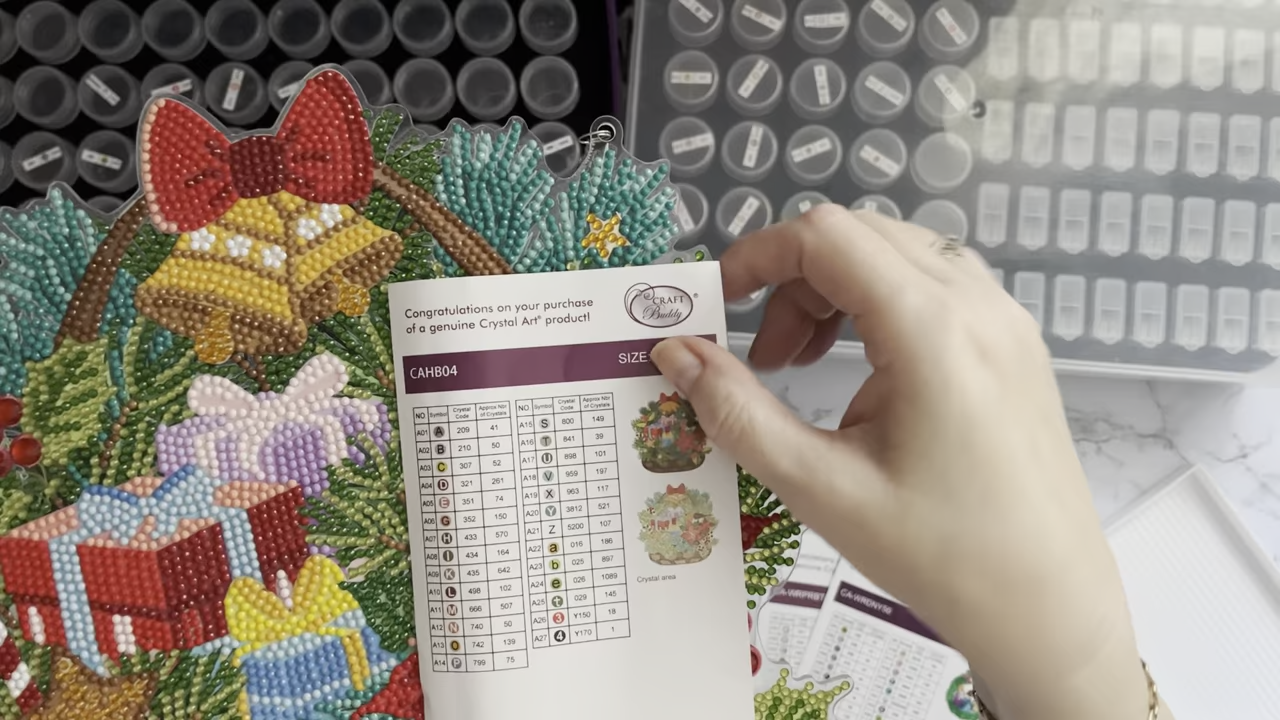 Congratulations on your purchase
of a genuine Crystal Art® product!
CRAFT
Buddy ®
CAHB04 SIZE
NO Symbol Crystal Code Approx Nbr of Crystals
A01 A 209 41
A02 B 210 50
A03 C 307 52
A04 D 321 261
A05 E 351 74
A06 G 352 150
A07 H 433 570
A08 I 434 164
A09 K 435 642
A10 L 498 102
A11 M 666 507
A12 N 740 50
A13 O 742 139
A14 P 799 75
NO Symbol Crystal Code Approx Nbr of Crystals
A15 S 800 149
A16 T 841 39
A17 U 898 101
A18 V 959 197
A19 X 963 117
A20 Y 3812 521
A21 Z 5200 107
A22 a 016 186
A23 b 025 897
A24 e 026 1089
A25 t 029 145
A26 3 Y150 18
A27 4 Y170 1
Crystal area
CA-WRDNY50